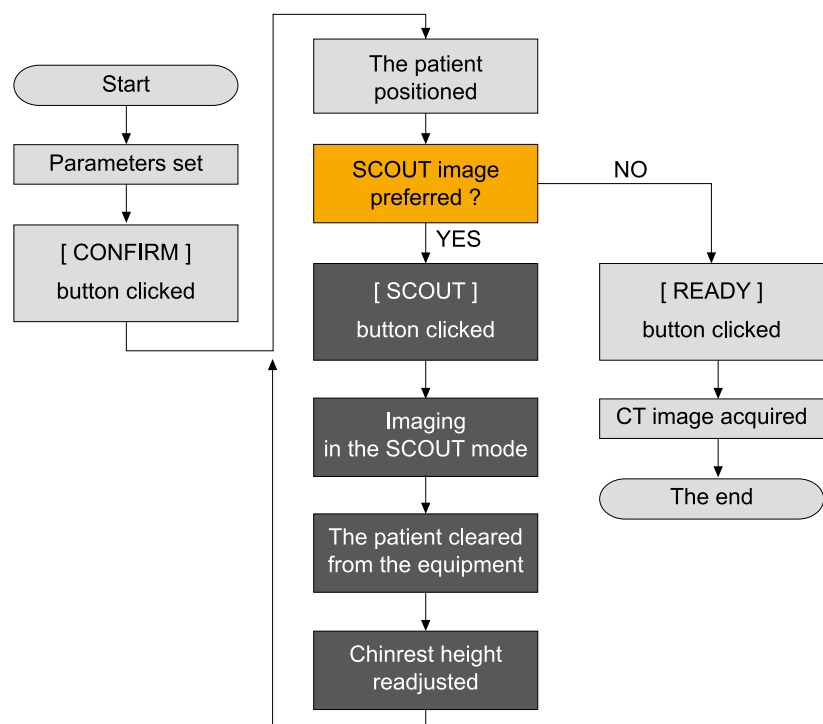 Start
Parameters set
[ CONFIRM ]
button clicked
The patient
positioned
SCOUT image
preferred ?
NO
YES
[ SCOUT ]
button clicked
Imaging
in the SCOUT mode
The patient cleared
from the equipment
Chinrest height
readjusted
[ READY ]
button clicked
CT image acquired
The end